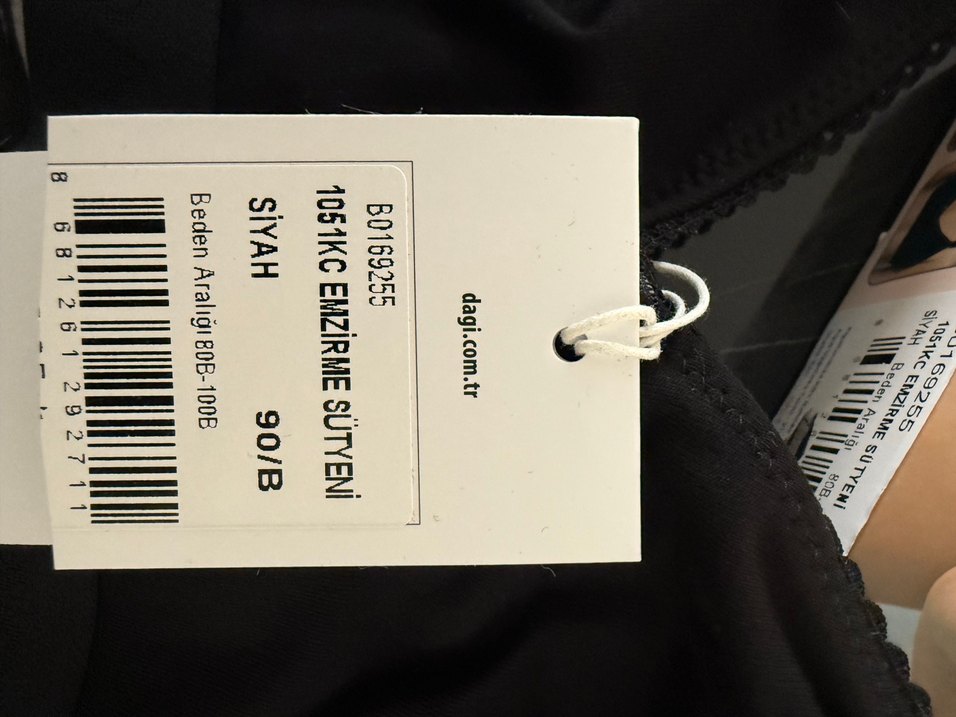 dagi.com.tr
B0169255
1051KC EMZİRME SÜTYENİ
SİYAH 90/B
Beden Aralığı 80B-100B
8 681261 292711
0169255
1051KC EMZİRME SÜTYENİ
SİYAH
Beden Aralığı 80B-